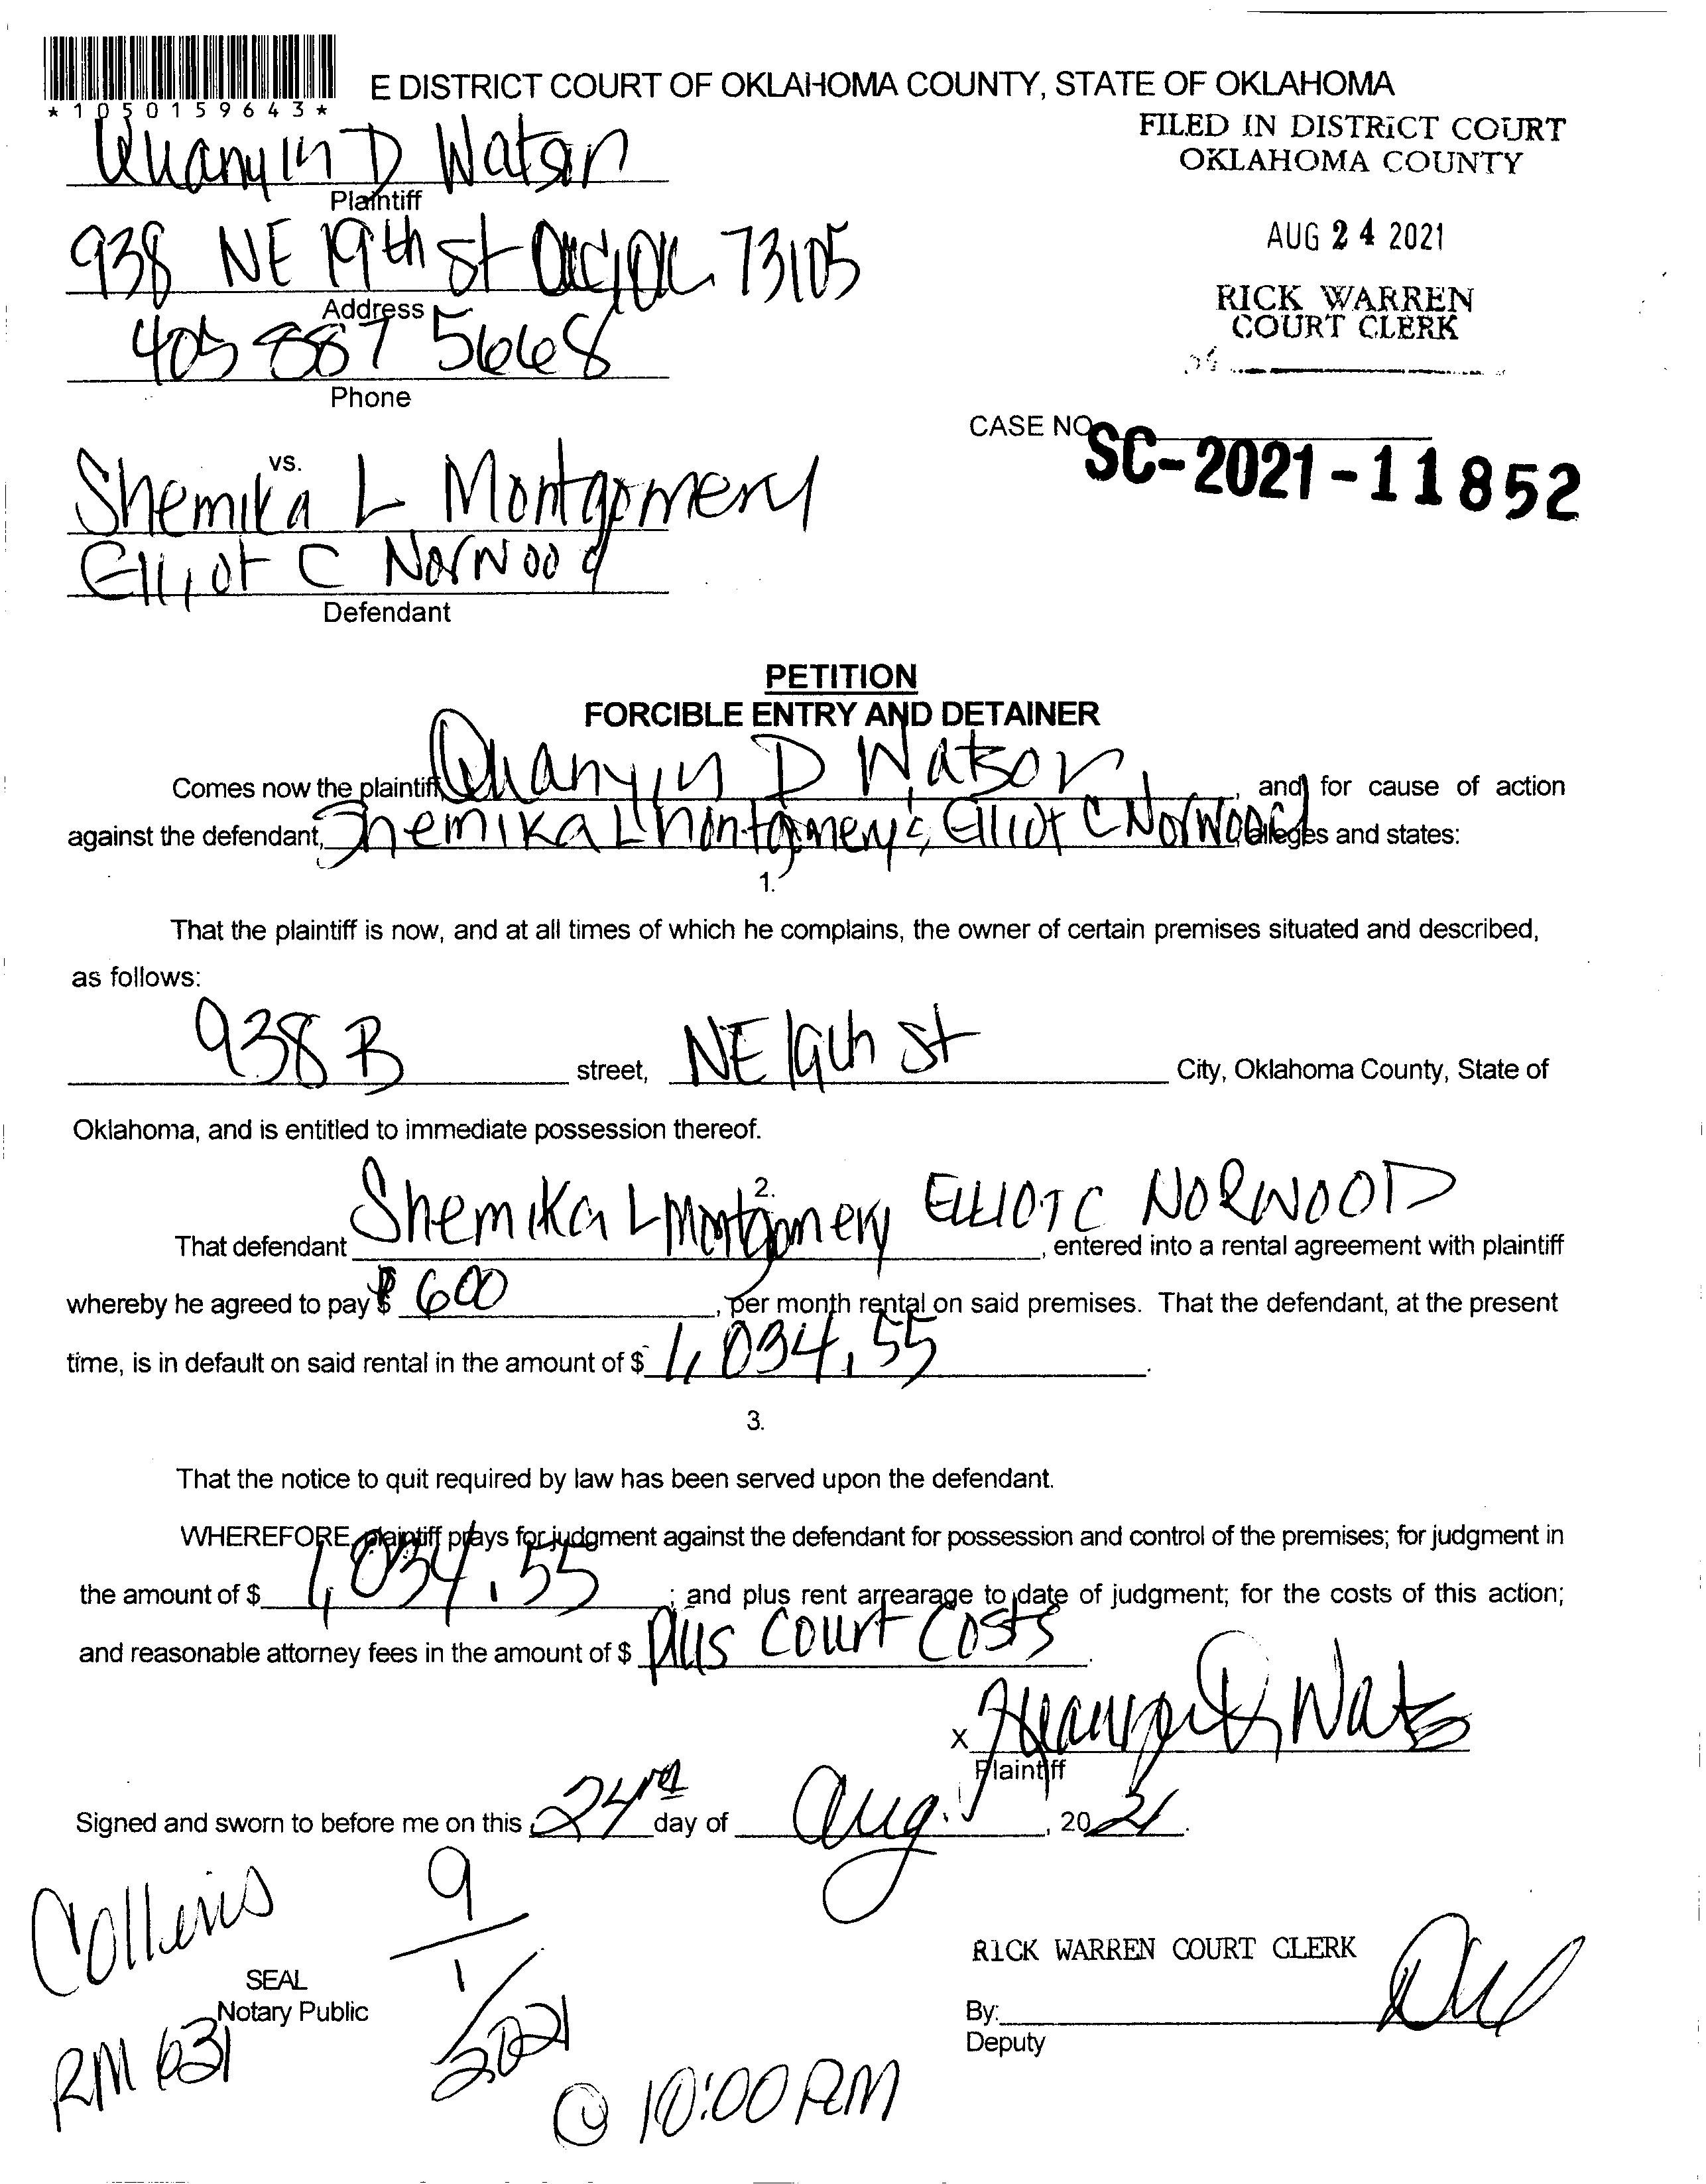 *1050159643*
E DISTRICT COURT OF OKLAHOMA COUNTY, STATE OF OKLAHOMA
FILED IN DISTRICT COURT
OKLAHOMA COUNTY
Quanyin D Watson
Plaintiff
AUG 24 2021
938 NE 19th St OKC, OK 73105
Address
RICK WARREN
COURT CLERK
405 887 5668
Phone
CASE NO.
SC-2021-11852
vs.
Shemika L Montgomery
Elliot C Norwood
Defendant
PETITION
FORCIBLE ENTRY AND DETAINER
Comes now the plaintiff, Quanyin D Watson, and for cause of action
against the defendant, Shemika L Montgomery & Elliot C Norwood, alleges and states:
1.
That the plaintiff is now, and at all times of which he complains, the owner of certain premises situated and described,
as follows:
938 B street, NE 19th St City, Oklahoma County, State of
Oklahoma, and is entitled to immediate possession thereof.
2.
That defendant Shemika L Montgomery ELLIOT C NORWOOD, entered into a rental agreement with plaintiff
whereby he agreed to pay $ 600, per month rental on said premises. That the defendant, at the present
time, is in default on said rental in the amount of $ 1,034.55.
3.
That the notice to quit required by law has been served upon the defendant.
WHEREFORE, plaintiff prays for judgment against the defendant for possession and control of the premises; for judgment in
the amount of $ 1,034.55; and plus rent arrearage to date of judgment; for the costs of this action;
and reasonable attorney fees in the amount of $ Plus Court Costs.
X
Plaintiff
Signed and sworn to before me on this 24 day of Aug., 2021.
Collins
9/1/2021
SEAL
Notary Public
RM 631
RICK WARREN COURT CLERK
By:
Deputy
@ 10:00 AM